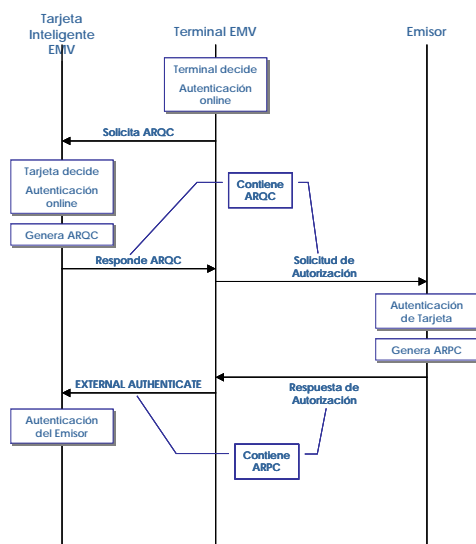 Tarjeta
Inteligente
EMV
Terminal EMV
Emisor
Terminal decide
Autenticación
online
Solicita ARQC
Tarjeta decide
Autenticación
online
Contiene
ARQC
Genera ARQC
Responde ARQC
Solicitud de
Autorización
Autenticación
de Tarjeta
Genera ARPC
EXTERNAL AUTHENTICATE
Respuesta de
Autorización
Autenticación
del Emisor
Contiene
ARPC